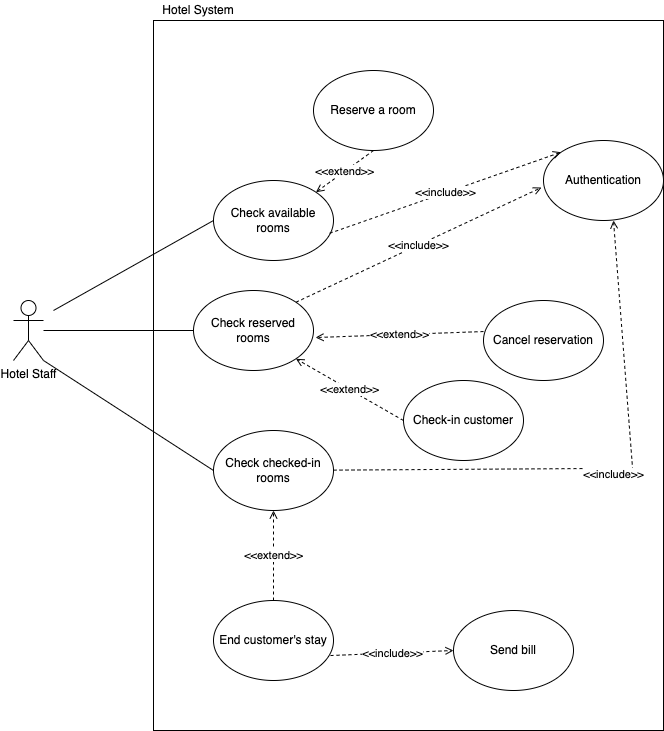 Hotel System
Reserve a room
<<extend>>
Authentication
<<include>>
Check available
rooms
<<include>>
Check reserved
rooms
<<extend>>
Cancel reservation
Hotel Staff
<<extend>>
Check-in customer
Check checked-in
rooms
<<include>>
<<extend>>
End customer's stay
<<include>>
Send bill